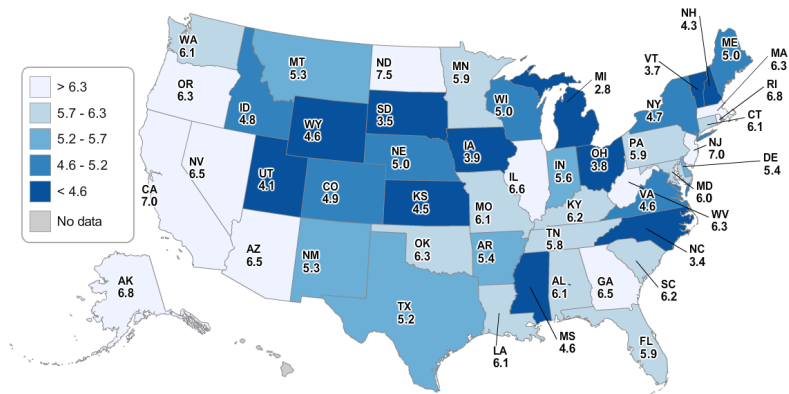 > 6.3
5.7 - 6.3
5.2 - 5.7
4.6 - 5.2
< 4.6
No data
WA
6.1
OR
6.3
CA
7.0
NV
6.5
ID
4.8
MT
5.3
WY
4.6
UT
4.1
CO
4.9
AZ
6.5
NM
5.3
AK
6.8
ND
7.5
SD
3.5
NE
5.0
KS
4.5
OK
6.3
TX
5.2
MN
5.9
IA
3.9
MO
6.1
AR
5.4
LA
6.1
WI
5.0
IL
6.6
MI
2.8
IN
5.6
OH
3.8
KY
6.2
TN
5.8
MS
4.6
AL
6.1
GA
6.5
FL
5.9
SC
6.2
NC
3.4
VA
4.6
WV
6.3
MD
6.0
DE
5.4
PA
5.9
NJ
7.0
NY
4.7
CT
6.1
RI
6.8
MA
6.3
VT
3.7
NH
4.3
ME
5.0